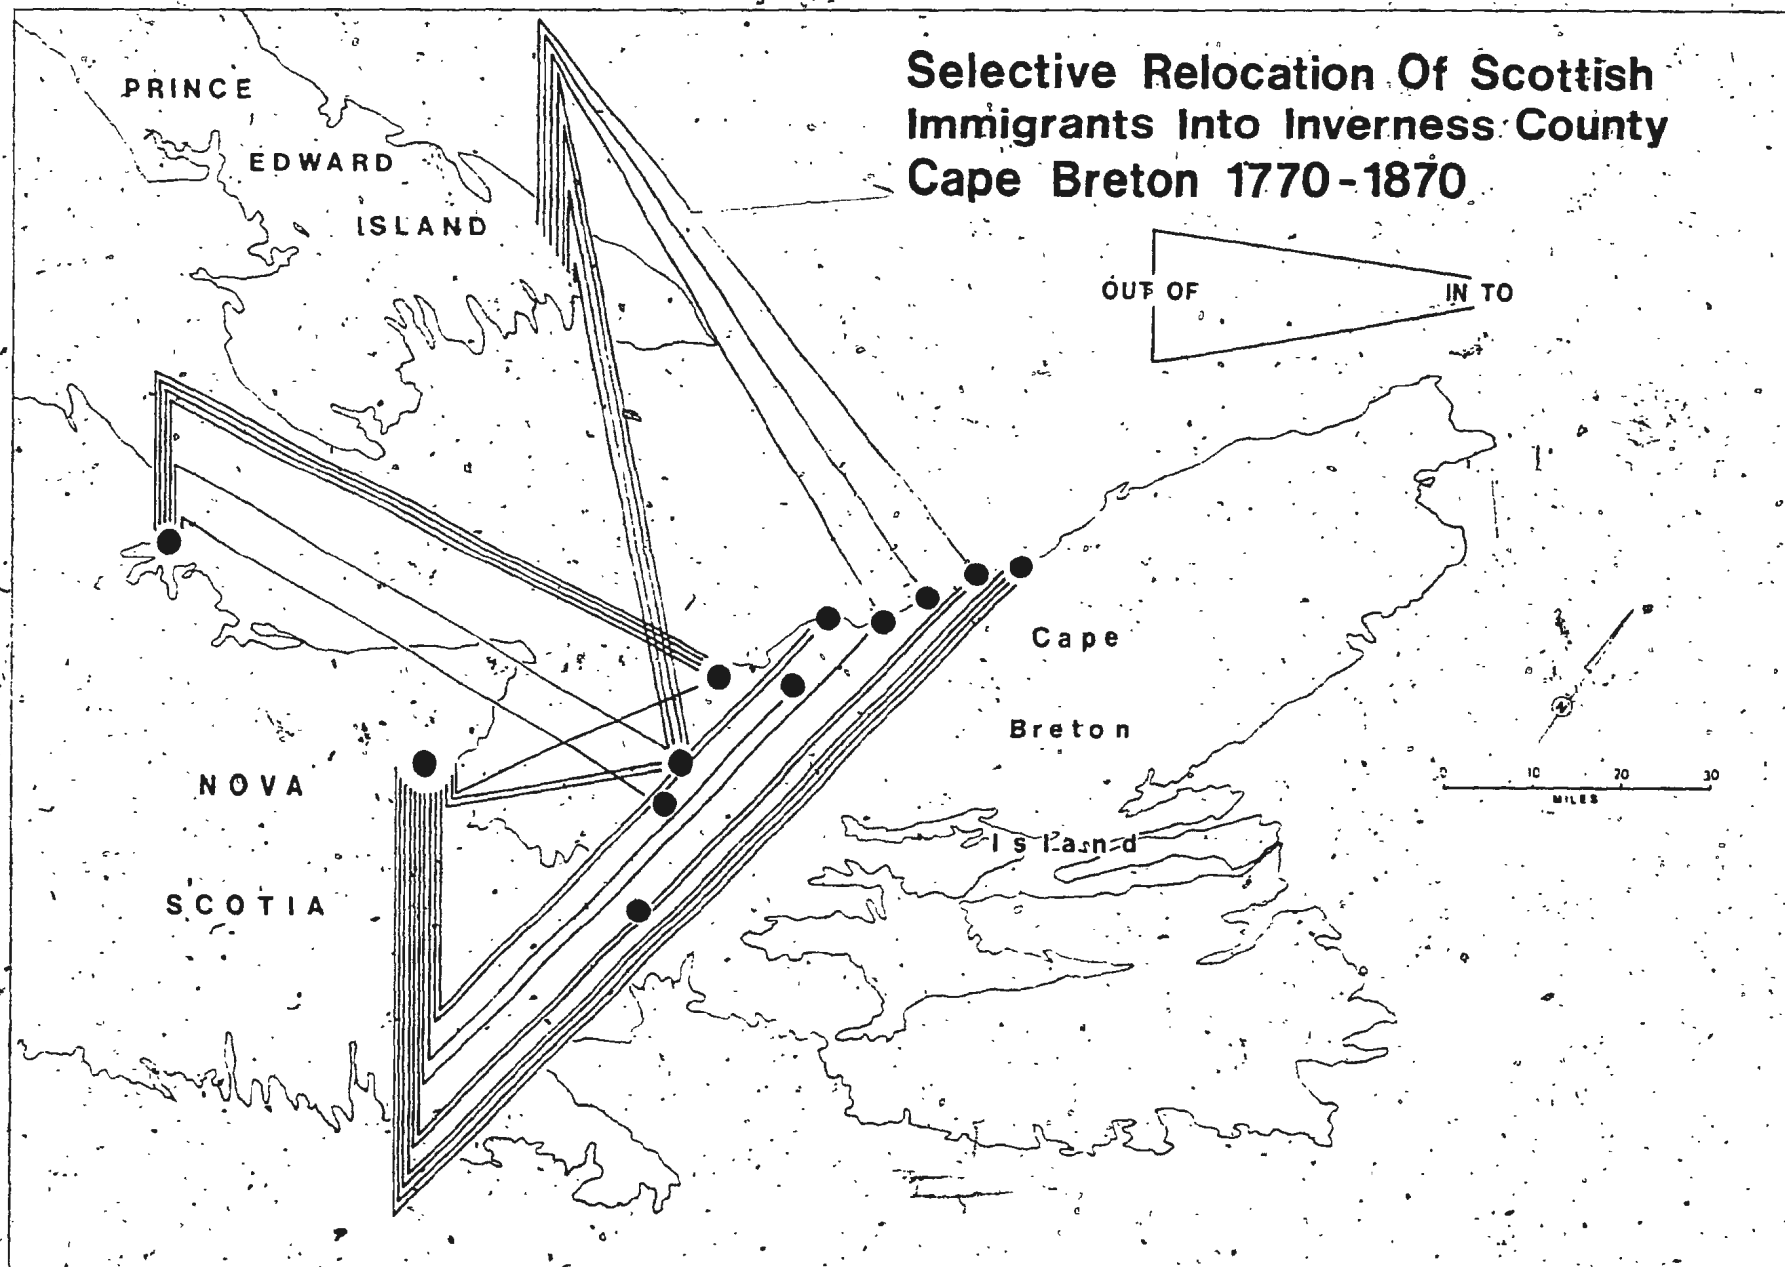 Selective Relocation Of Scottish
Immigrants Into Inverness County
Cape Breton 1770-1870
PRINCE
EDWARD
ISLAND
OUT OF
IN TO
Cape
Breton
Island
NOVA
SCOTIA
N
0 10 20 30
MILES